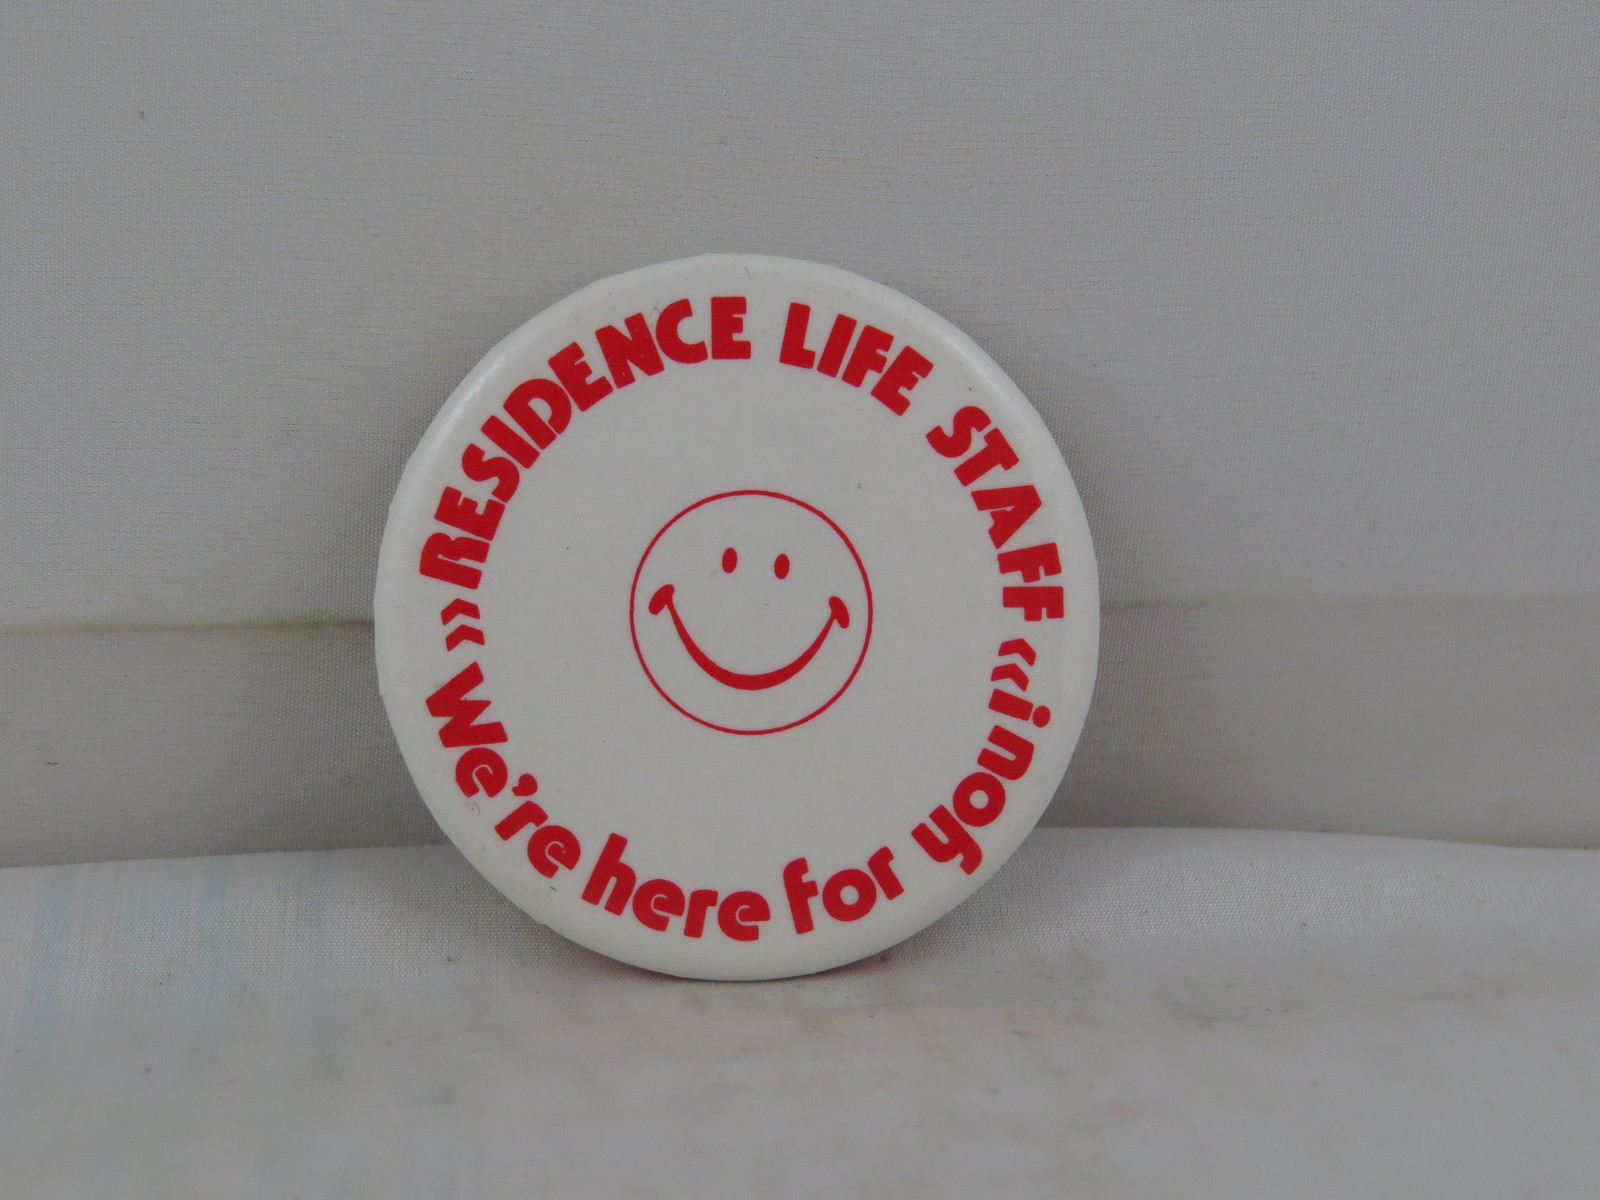 »RESIDENCE LIFE STAFF«
We're here for you!